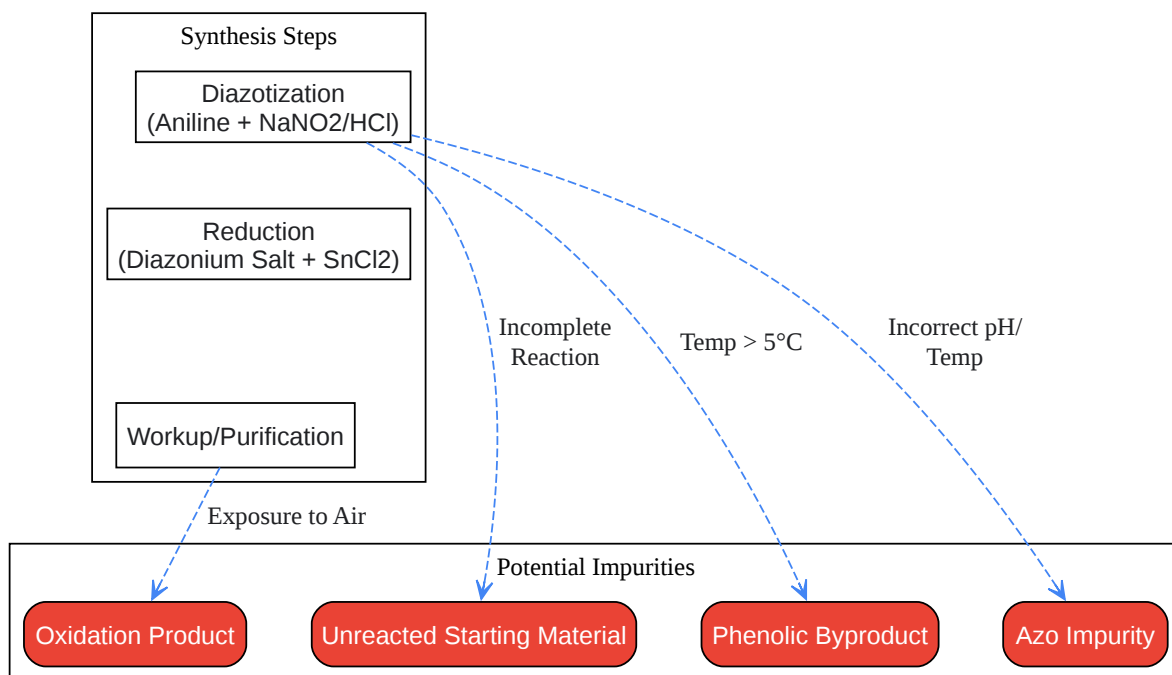 Synthesis Steps
Diazotization
(Aniline + NaNO2/HCl)
Reduction
(Diazonium Salt + SnCl2)
Incomplete
Reaction
Temp > 5°C
Incorrect pH/
Temp
Workup/Purification
Exposure to Air
Potential Impurities
Oxidation Product
Unreacted Starting Material
Phenolic Byproduct
Azo Impurity